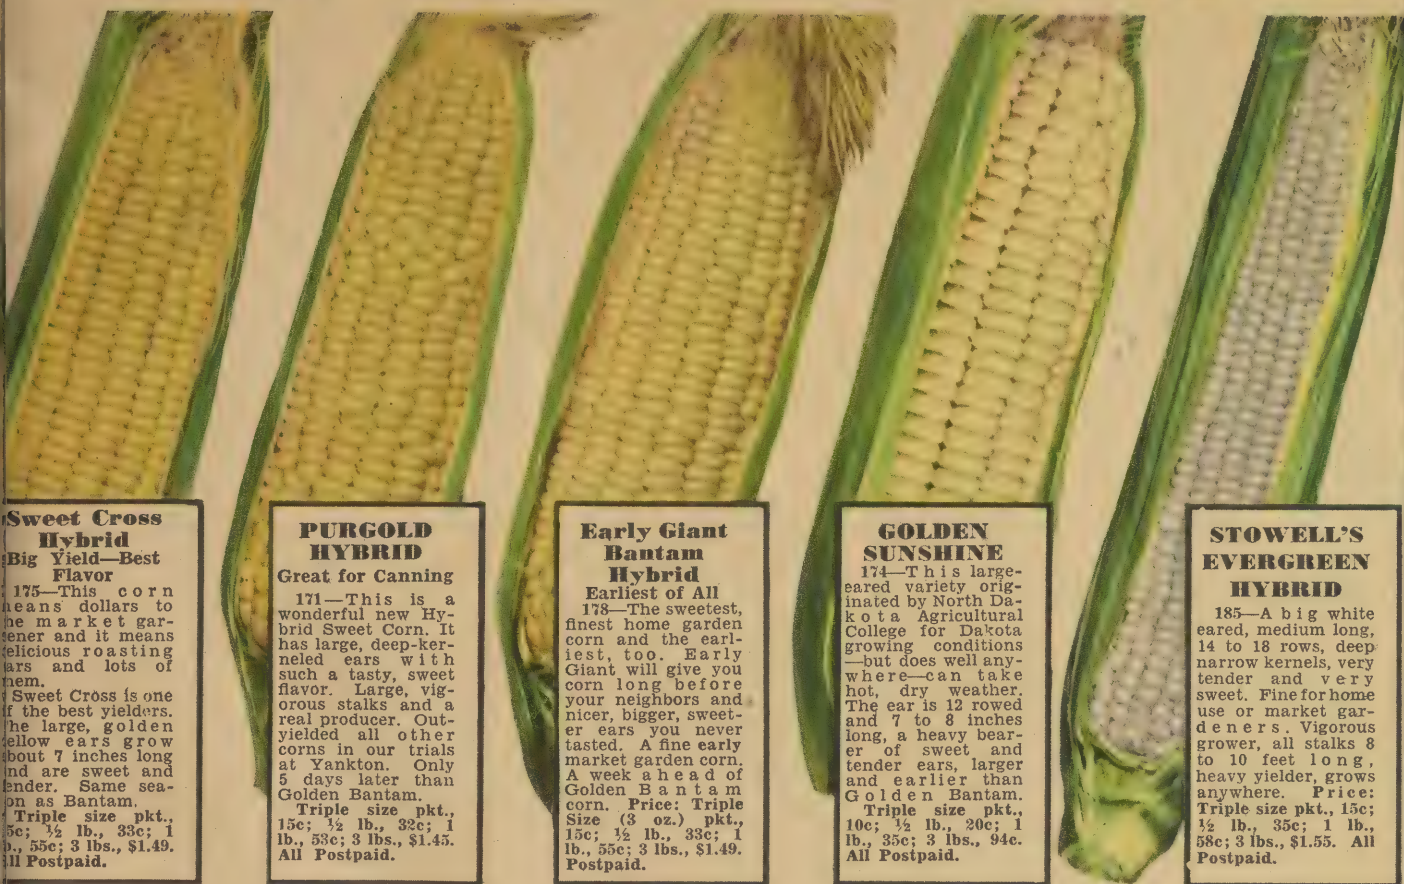 Sweet Cross
Hybrid
Big Yield—Best
Flavor
175—This corn
eans dollars to
he market gar-
ener and it means
elicious roasting
ars and lots of
hem.
Sweet Cross is one
f the best yielders.
he large, golden
ellow ears grow
bout 7 inches long
nd are sweet and
ender. Same sea-
on as Bantam.
Triple size pkt.,
5c; ½ lb., 33c; 1
b., 55c; 3 lbs., $1.49.
ll Postpaid.
PURGOLD
HYBRID
Great for Canning
171—This is a
wonderful new Hy-
brid Sweet Corn. It
has large, deep-ker-
neled ears with
such a tasty, sweet
flavor. Large, vig-
orous stalks and a
real producer. Out-
yielded all other
corns in our trials
at Yankton. Only
5 days later than
Golden Bantam.
Triple size pkt.,
15c; ½ lb., 32c; 1
lb., 53c; 3 lbs., $1.45.
All Postpaid.
Early Giant
Bantam
Hybrid
Earliest of All
178—The sweetest,
finest home garden
corn and the earl-
iest, too. Early
Giant will give you
corn long before
your neighbors and
nicer, bigger, sweet-
er ears you never
tasted. A fine early
market garden corn.
A week ahead of
Golden Bantam
corn. Price: Triple
Size (3 oz.) pkt.,
15c; ½ lb., 33c; 1
lb., 55c; 3 lbs., $1.49.
Postpaid.
GOLDEN
SUNSHINE
174—This large-
eared variety orig-
inated by North Da-
kota Agricultural
College for Dakota
growing conditions
—but does well any-
where—can take
hot, dry weather.
The ear is 12 rowed
and 7 to 8 inches
long, a heavy bear-
er of sweet and
tender ears, larger
and earlier than
Golden Bantam.
Triple size pkt.,
10c; ½ lb., 20c; 1
lb., 35c; 3 lbs., 94c.
All Postpaid.
STOWELL'S
EVERGREEN
HYBRID
185—A big white
eared, medium long,
14 to 18 rows, deep
narrow kernels, very
tender and very
sweet. Fine for home
use or market gar-
deners. Vigorous
grower, all stalks 8
to 10 feet long,
heavy yielder, grows
anywhere. Price:
Triple size pkt., 15c;
½ lb., 35c; 1 lb.,
58c; 3 lbs., $1.55. All
Postpaid.